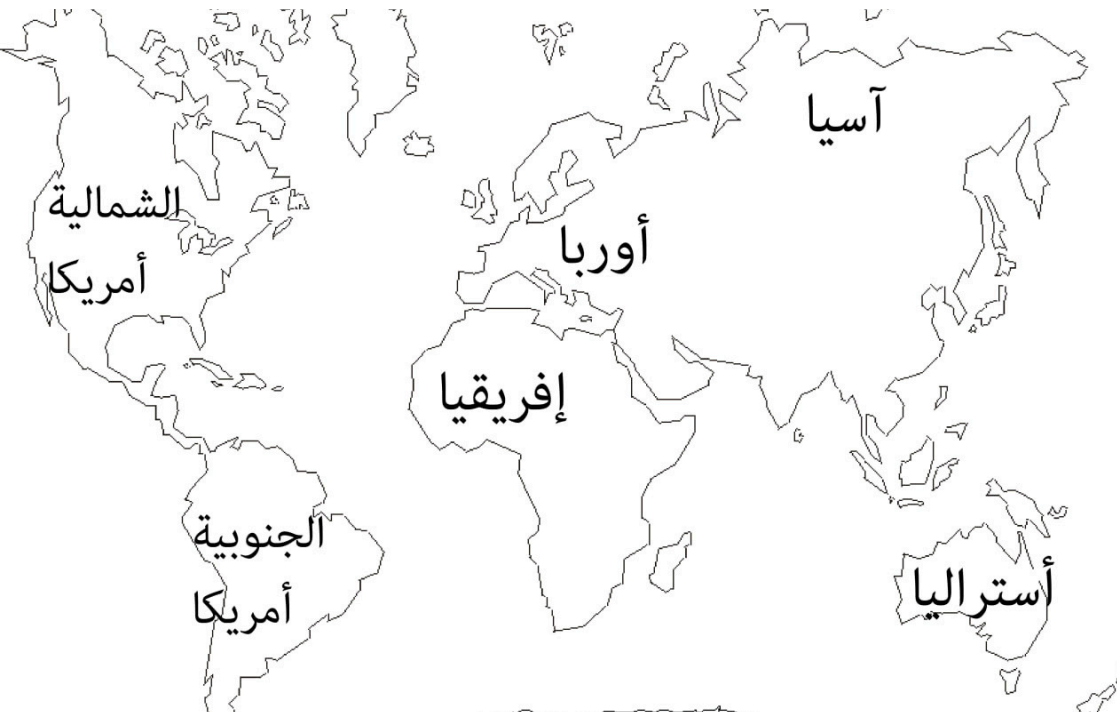 آسيا
الشمالية
أمريكا
أوربا
إفريقيا
الجنوبية
أمريكا
أستراليا